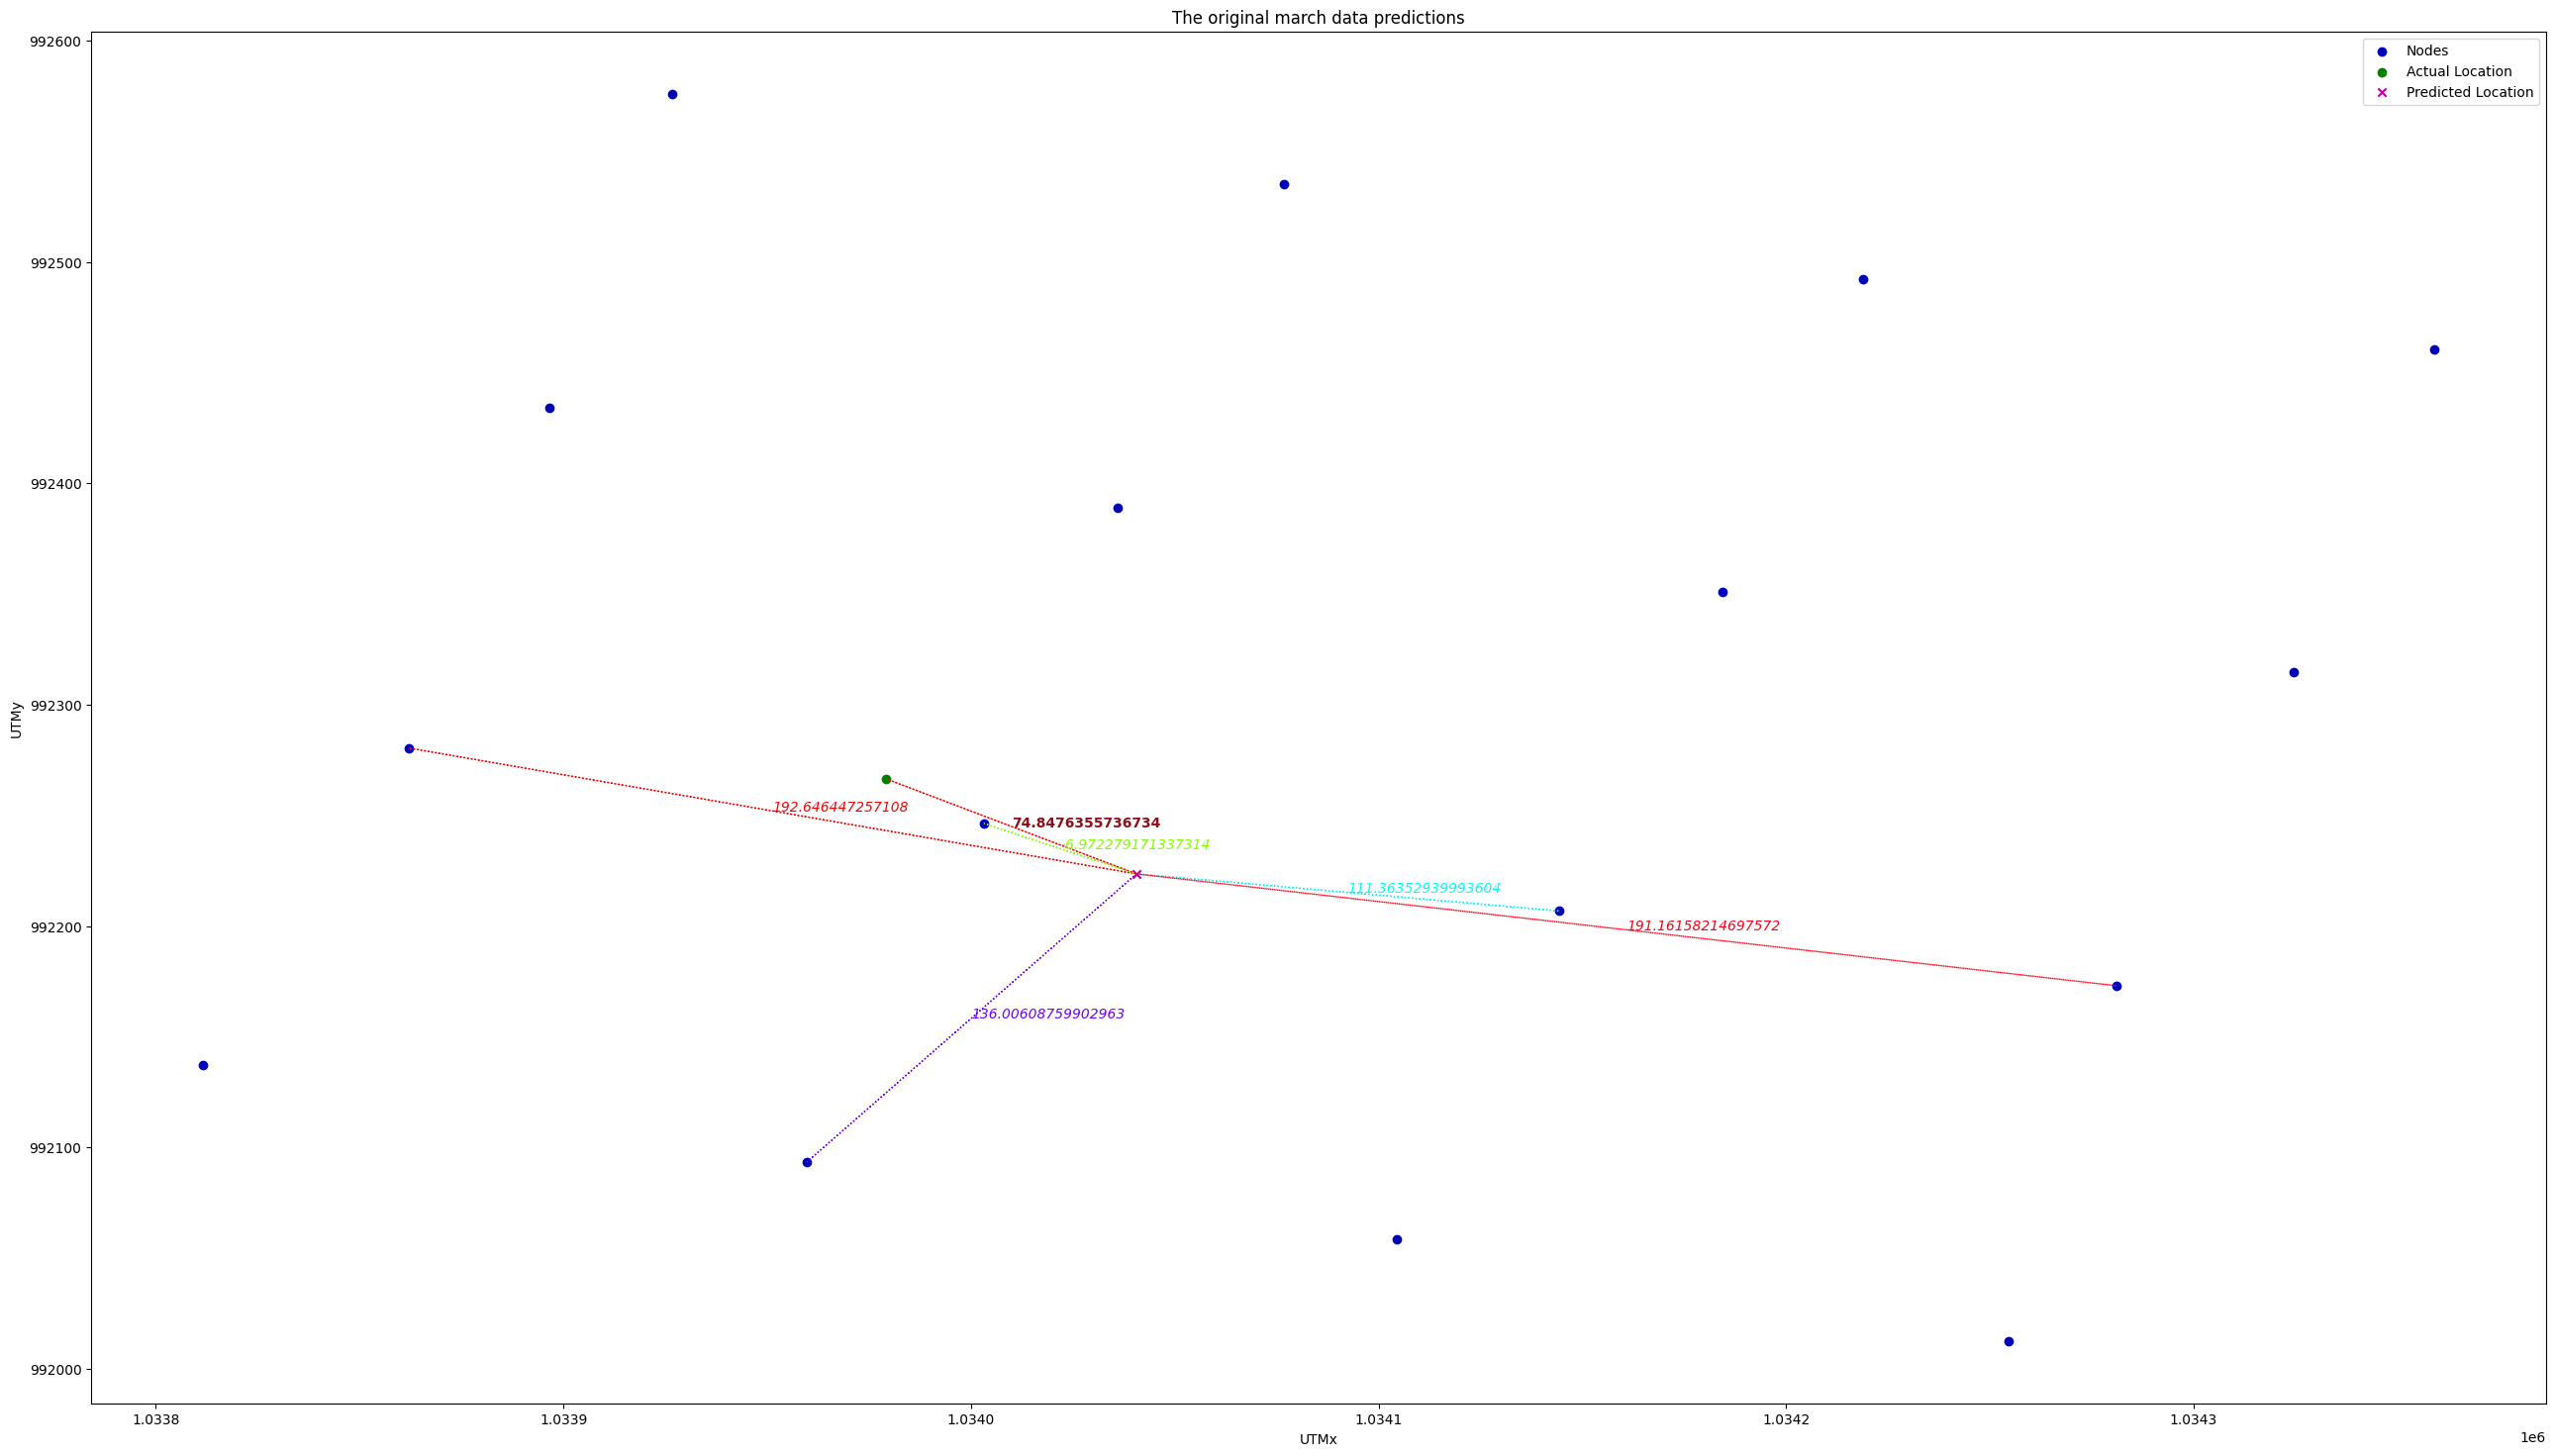 The original march data predictions
Nodes
Actual Location
Predicted Location
992600
992500
992400
992300
992200
992100
992000
UTMy
192.646447257108
74.8476355736734
6.972279171337314
111.36352939993604
191.16158214697572
136.00608759902963
1.0338 1.0339 1.0340 1.0341 1.0342 1.0343
UTMx
1e6